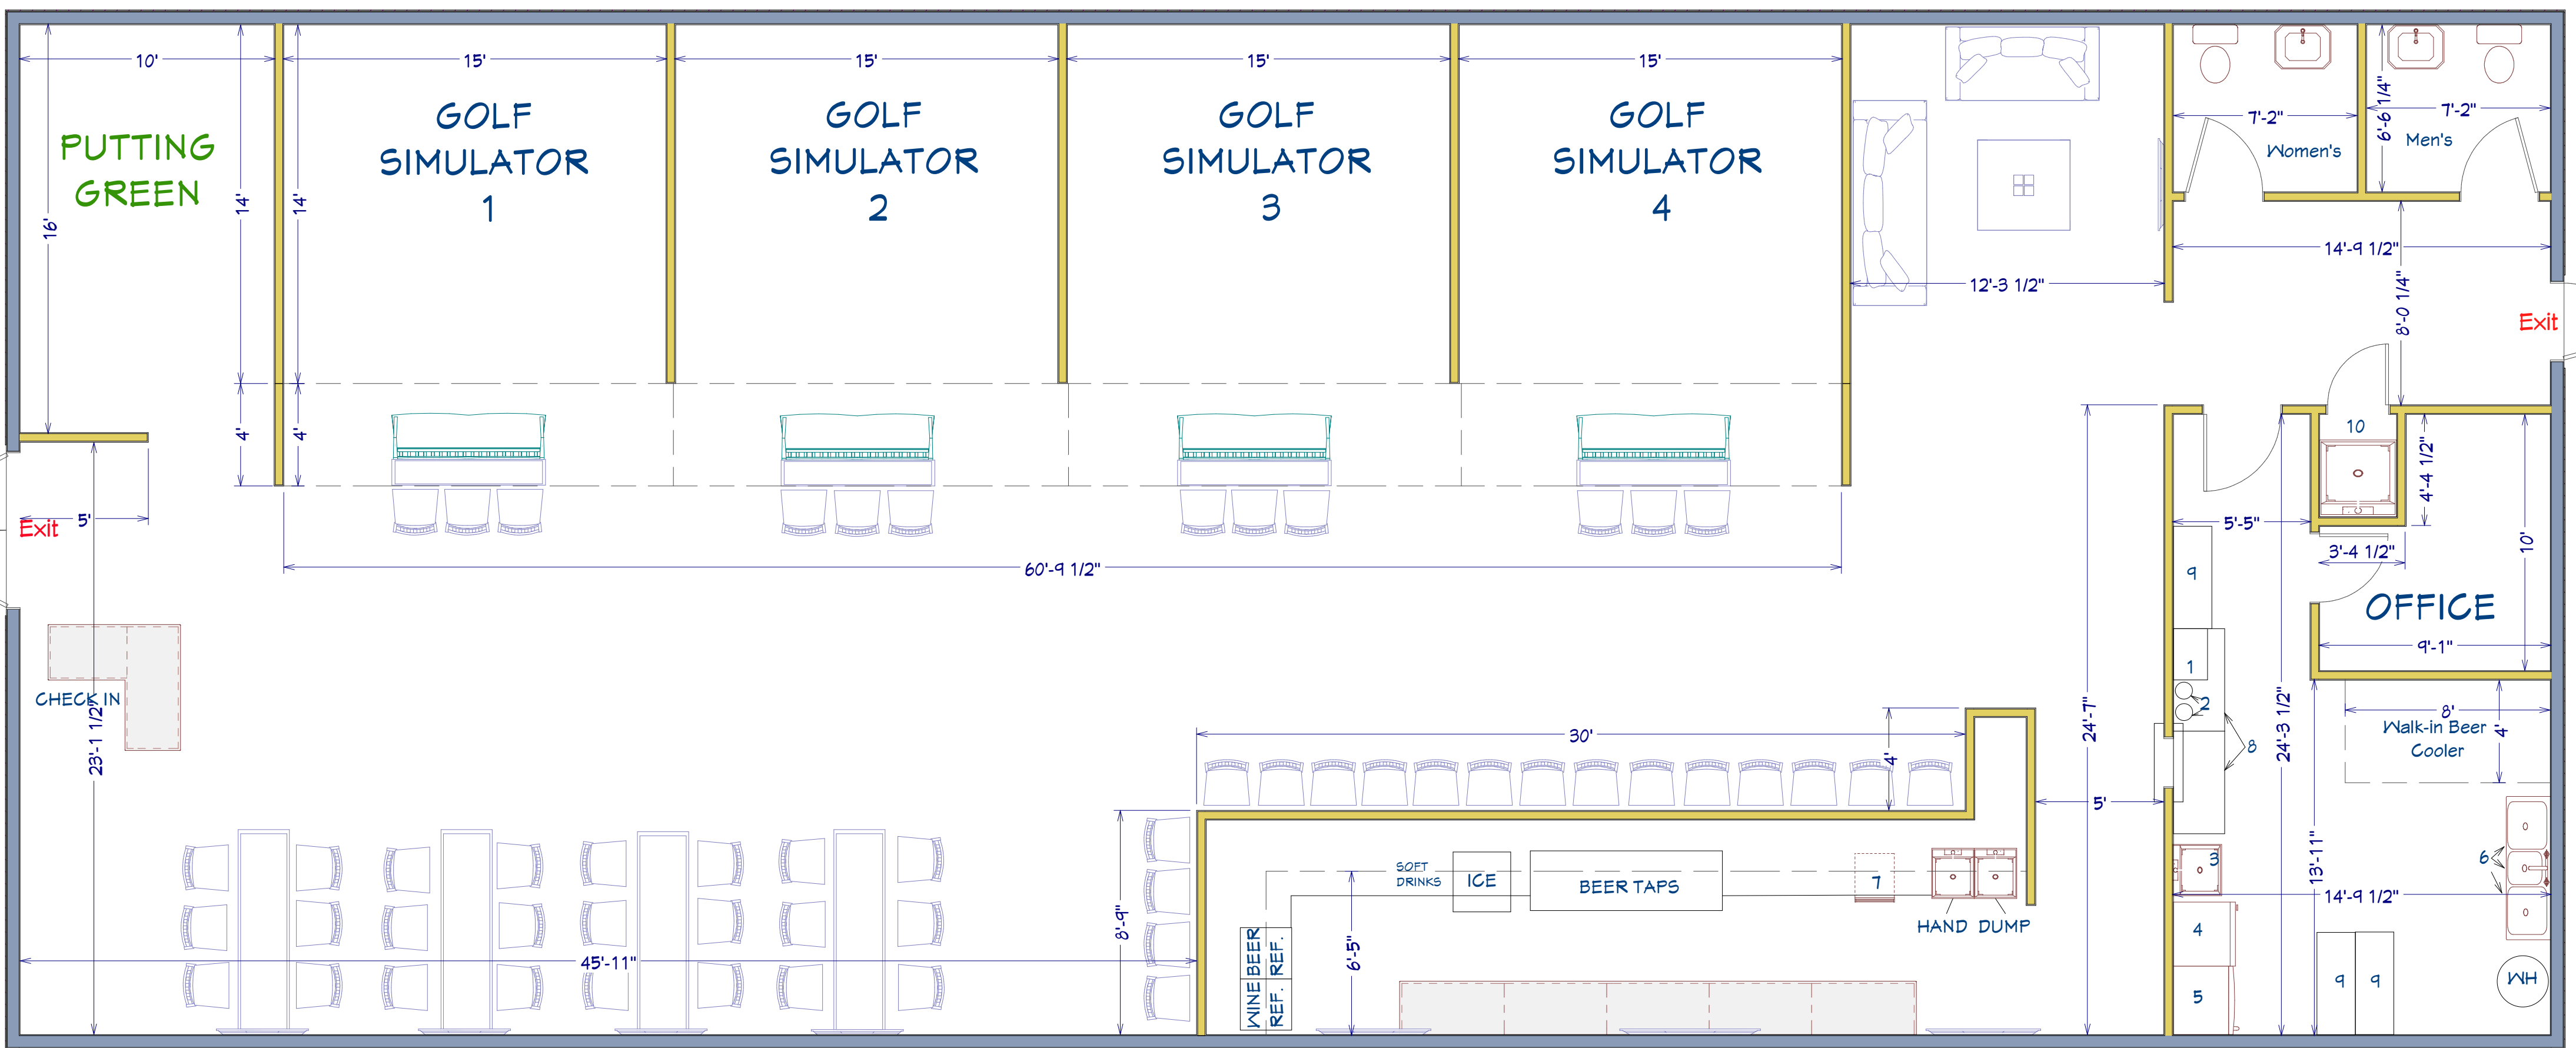 10'
15'
15'
15'
15'
PUTTING
GREEN
16'
14'
14'
4'
4'
GOLF
SIMULATOR
1
GOLF
SIMULATOR
2
GOLF
SIMULATOR
3
GOLF
SIMULATOR
4
12'-3 1/2"
7'-2"
Women's
6'-6 1/4"
7'-2"
Men's
14'-9 1/2"
8'-0 1/4"
Exit
5'
Exit
60'-9 1/2"
CHECK IN
23'-1 1/2"
45'-11"
8'-9"
30'
4'
5'
24'-7"
SOFT
DRINKS
ICE
BEER TAPS
7
HAND DUMP
WINE BEER
REF. REF.
6'-5"
10
4'-4 1/2"
5'-5"
3'-4 1/2"
10'
OFFICE
9'-1"
9
1
2
8
24'-3 1/2"
8'
Walk-in Beer
Cooler
4'
3
6
13'-11"
14'-9 1/2"
4
5
9
9
WH